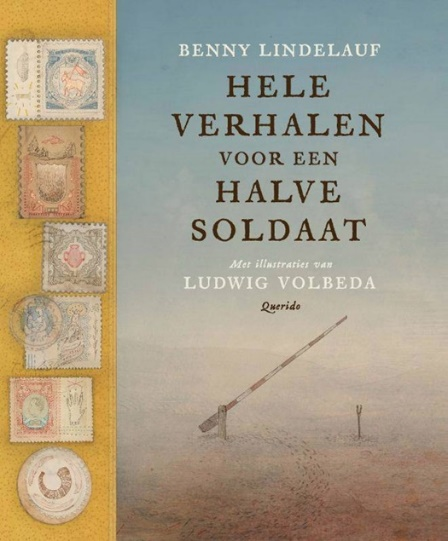 BENNY LINDELAUF
HELE
VERHALEN
VOOR EEN
HALVE
SOLDAAT
Met illustraties van
LUDWIG VOLBEDA
Querido